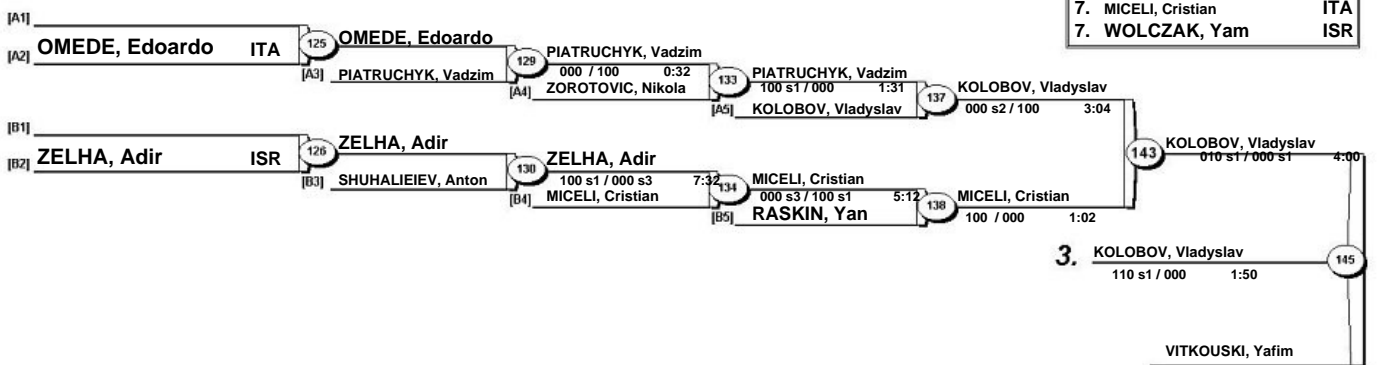 7. MICELI, Cristian ITA
7. WOLCZAK, Yam ISR
[A1]
[A2] OMEDE, Edoardo ITA
125
OMEDE, Edoardo
[A3] PIATRUCHYK, Vadzim
129
PIATRUCHYK, Vadzim
000 / 100 0:32
[A4] ZOROTOVIC, Nikola
133
PIATRUCHYK, Vadzim
100 s1 / 000 1:31
[A5] KOLOBOV, Vladyslav
137
KOLOBOV, Vladyslav
000 s2 / 100 3:04
[B1]
[B2] ZELHA, Adir ISR
126
ZELHA, Adir
[B3] SHUHALIEIEV, Anton
130
ZELHA, Adir
100 s1 / 000 s3 7:32
[B4] MICELI, Cristian
134
MICELI, Cristian
000 s3 / 100 s1 5:12
[B5] RASKIN, Yan
138
MICELI, Cristian
100 / 000 1:02
143
KOLOBOV, Vladyslav
010 s1 / 000 s1 4:00
3. KOLOBOV, Vladyslav
110 s1 / 000 1:50
145
VITKOUSKI, Yafim